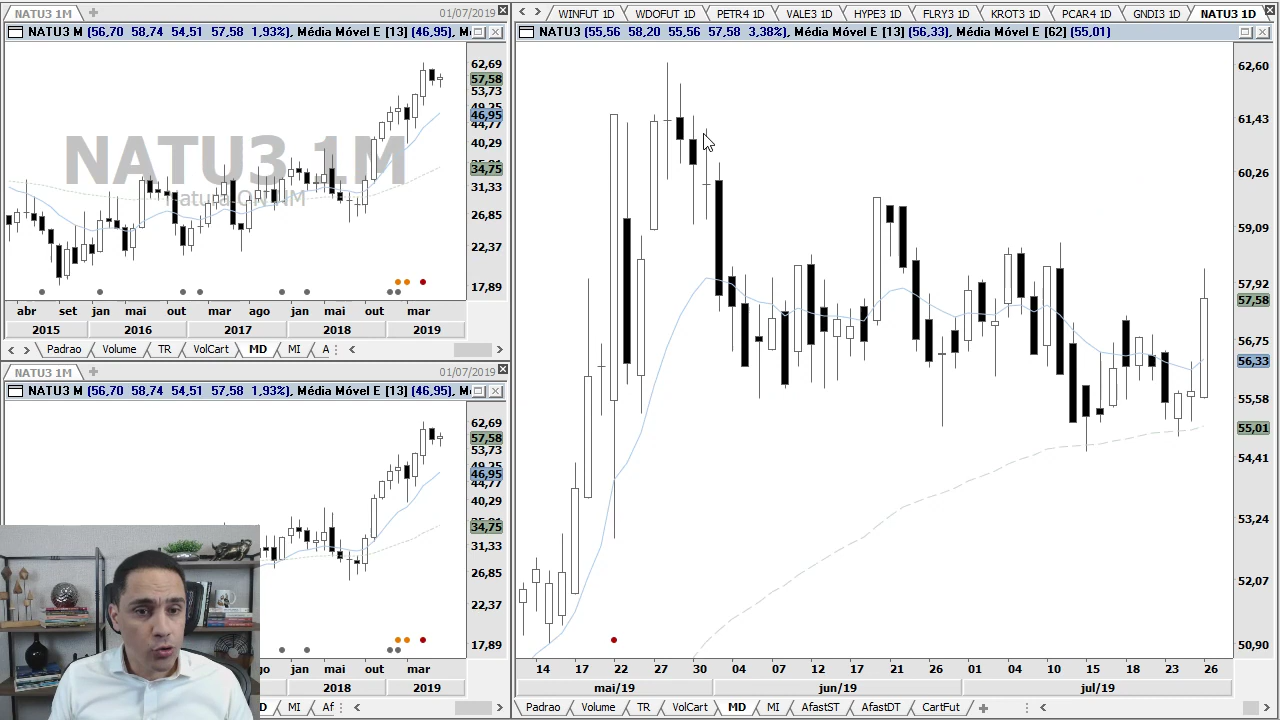 NATU3 1M
01/07/2019
NATU3 M (56,70 58,74 54,51 57,58 1,93%), Média Móvel E [13] (46,95), M
NATU3 1M
Natura ON NM
62,69
57,58
53,73
46,95
44,77
40,29
34,75
31,33
26,85
22,37
17,89
abr set jan mai out mar ago jan mai out mar
2015 2016 2017 2018 2019
Padrao Volume TR VolCart MD MI A
NATU3 1M
01/07/2019
NATU3 M (56,70 58,74 54,51 57,58 1,93%), Média Móvel E [13] (46,95), M
62,69
57,58
53,73
46,95
44,77
40,29
34,75
31,33
26,85
22,37
17,89
go jan mai out mar
2018 2019
D MI Af
WINFUT 1D WDOFUT 1D PETR4 1D VALE3 1D HYPE3 1D FLRY3 1D KROT3 1D PCAR4 1D GNDI3 1D NATU3 1D
NATU3 (55,56 58,20 55,56 57,58 3,38%), Média Móvel E [13] (56,33), Média Móvel E [62] (55,01)
62,60
61,43
60,26
59,09
57,92
57,58
56,75
56,33
55,58
55,01
54,41
53,24
52,07
50,90
14 17 22 27 30 04 07 12 17 21 26 01 04 10 15 18 23 26
mai/19 jun/19 jul/19
Padrao Volume TR VolCart MD MI AfastST AfastDT CartFut